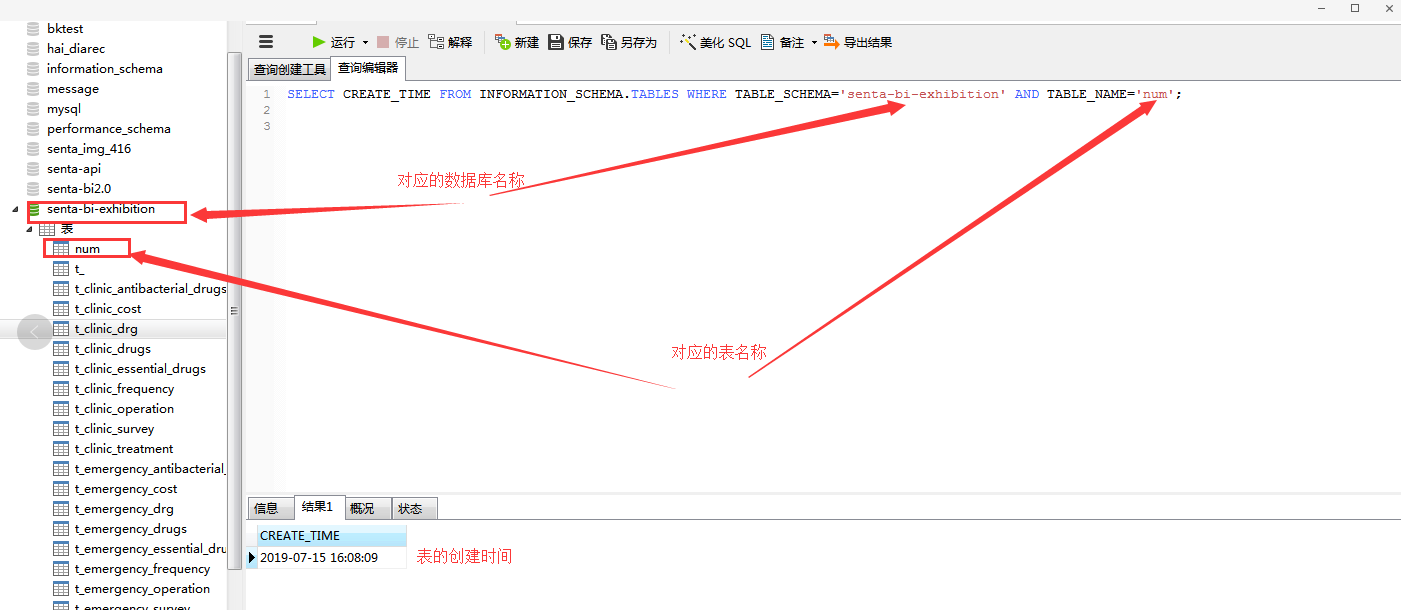 bktest
hai_diarec
information_schema
message
mysql
performance_schema
senta_img_416
senta-api
senta-bi2.0
senta-bi-exhibition
表
num
t_
t_clinic_antibacterial_drugs
t_clinic_cost
t_clinic_drg
t_clinic_drugs
t_clinic_essential_drugs
t_clinic_frequency
t_clinic_operation
t_clinic_survey
t_clinic_treatment
t_emergency_antibacterial_
t_emergency_cost
t_emergency_drg
t_emergency_drugs
t_emergency_essential_dru
t_emergency_frequency
t_emergency_operation
t_emergency_survey
运行 停止 解释 新建 保存 另存为 美化 SQL 备注 导出结果
查询创建工具 查询编辑器
1 SELECT CREATE_TIME FROM INFORMATION_SCHEMA.TABLES WHERE TABLE_SCHEMA='senta-bi-exhibition' AND TABLE_NAME='num';
2
3
对应的数据库名称
对应的表名称
信息 结果1 概况 状态
CREATE_TIME
2019-07-15 16:08:09 表的创建时间